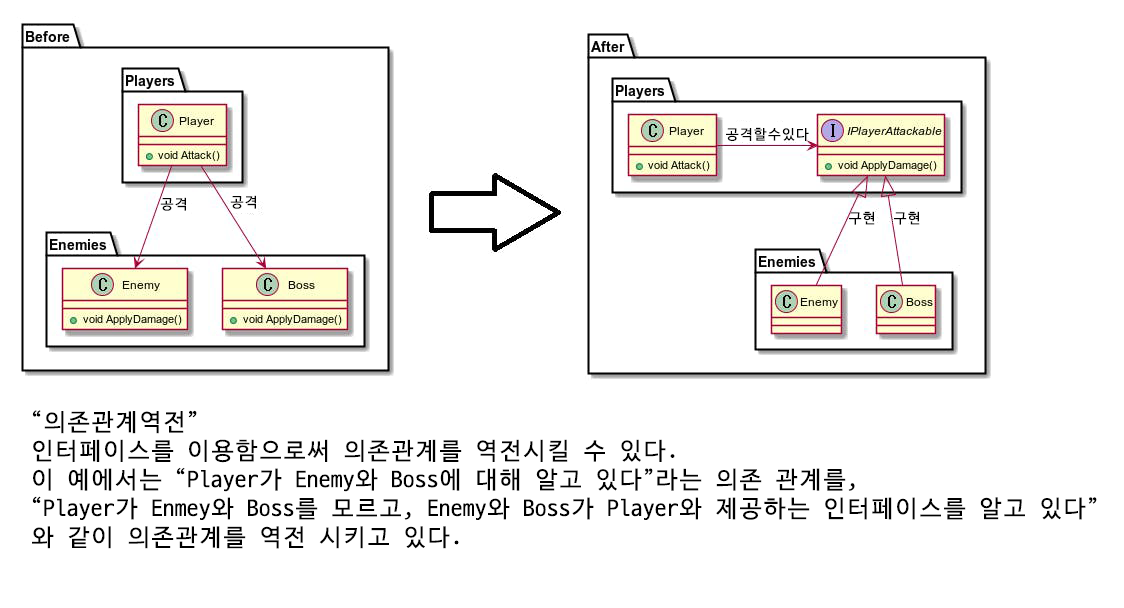 Before
Players
C Player
void Attack()
공격
공격
Enemies
C Enemy
void ApplyDamage()
C Boss
void ApplyDamage()
After
Players
C Player
void Attack()
공격할수있다
I IPlayerAttackable
void ApplyDamage()
구현
구현
Enemies
C Enemy
C Boss
“의존관계역전”
인터페이스를 이용함으로써 의존관계를 역전시킬 수 있다.
이 예에서는 “Player가 Enemy와 Boss에 대해 알고 있다”라는 의존 관계를,
“Player가 Enmey와 Boss를 모르고, Enemy와 Boss가 Player와 제공하는 인터페이스를 알고 있다”
와 같이 의존관계를 역전 시키고 있다.